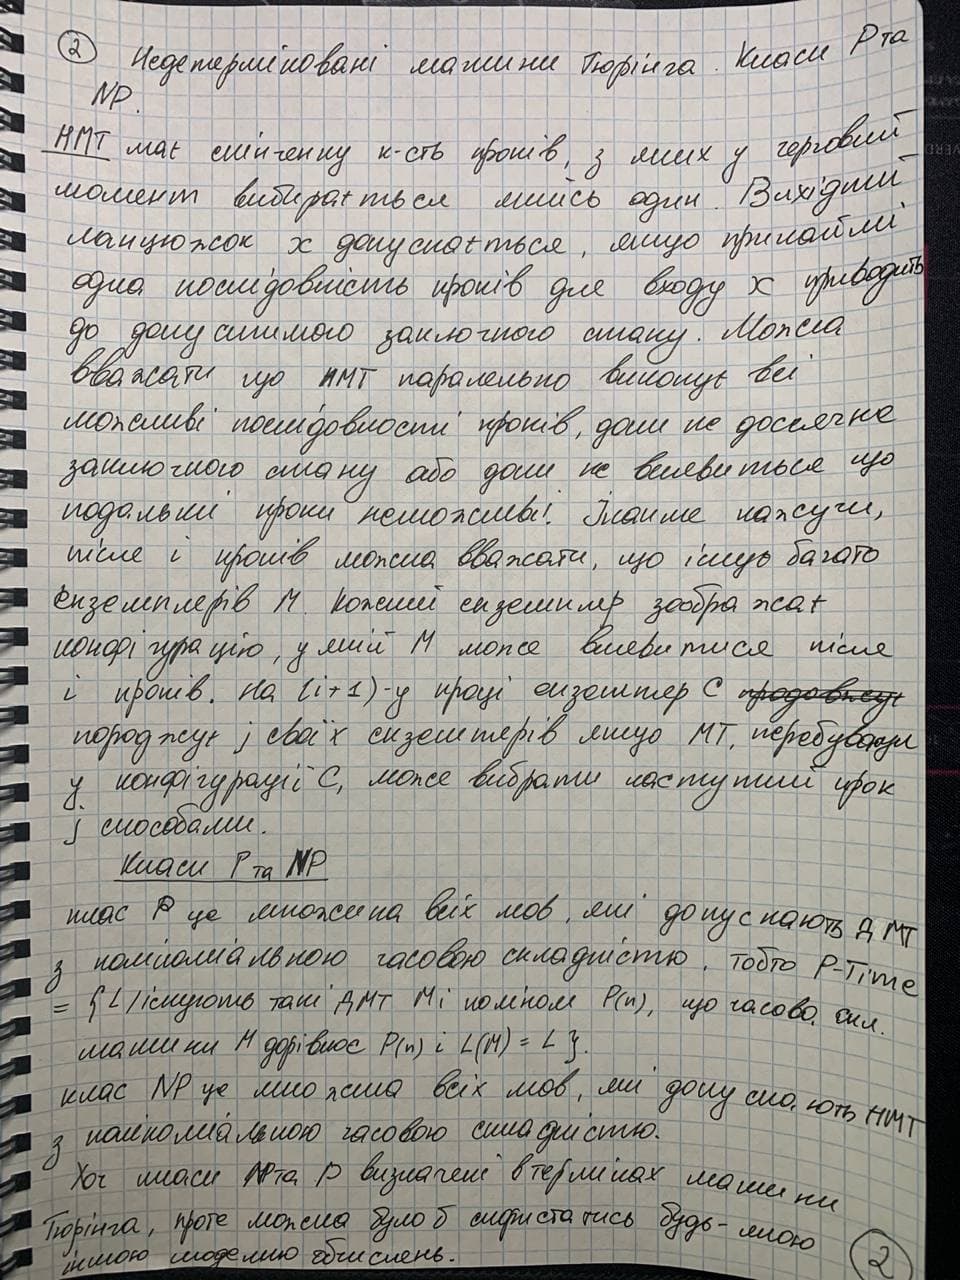 2 Недетерміновані машини Тюрінга. Класи P та
NP.
НМТ має скінченну к-сть кроків, з яких у черговий
момент вибирається якийсь один. Вихідний
ланцюжок x допускається, якщо принаймні
одна послідовність кроків для входу x приводить
до допустимого заключного стану. Можна
вважати що НМТ паралельно виконує всі
можливі послідовності кроків, доки не досягне
заключного стану або доки не виявиться що
подальші кроки неможливі. Інакше кажучи,
після i кроків можна вважати, що існує багато
екземплярів M. Кожний екземпляр зображає
конфігурацію, у якій M може виявитися після
i кроків. На (i+1)-у кроці екземпляр C продовжує
породжує j своїх екземплярів якщо МТ, перебуваючи
у конфігурації C, може вибрати наступний крок
j способами.
Класи P та NP
клас P це множина всіх мов, які допускають ДМТ
з поліноміальною часовою складністю. тобто P-Time
= {L/існують такі ДМТ M і поліном P(n), що часова скл.
машини M дорівнює P(n) і L(M) = L}.
клас NP це множина всіх мов, які допускають НМТ
з поліноміальною часовою складністю.
Хоч класи NP та P визначені в термінах машини
Тюрінга, проте можна було б скористатись будь-якою
іншою моделлю обчислень.
2